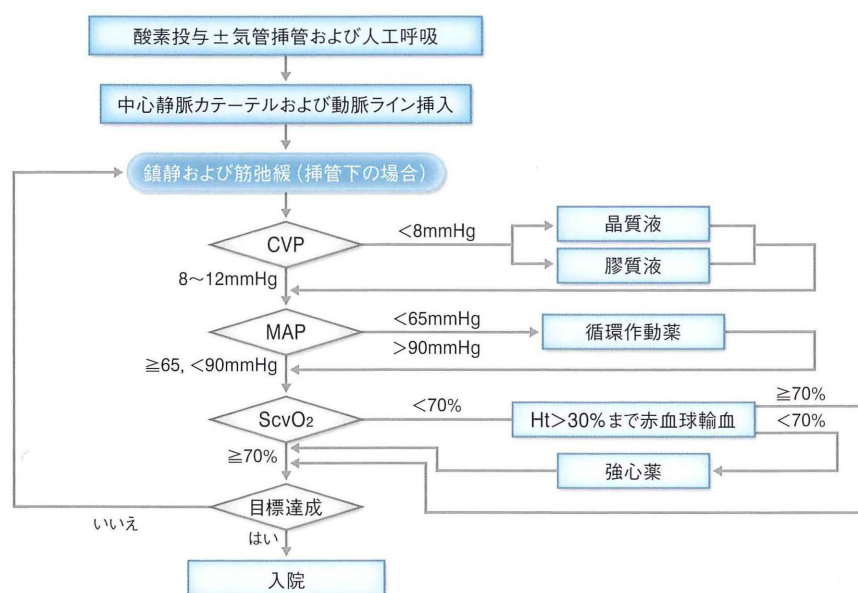 酸素投与±気管挿管および人工呼吸
中心静脈カテーテルおよび動脈ライン挿入
鎮静および筋弛緩（挿管下の場合）
CVP
<8mmHg
晶質液
膠質液
8〜12mmHg
MAP
<65mmHg
>90mmHg
循環作動薬
≧65, <90mmHg
ScvO₂
<70%
Ht>30%まで赤血球輸血
≧70%
<70%
≧70%
強心薬
目標達成
いいえ
はい
入院